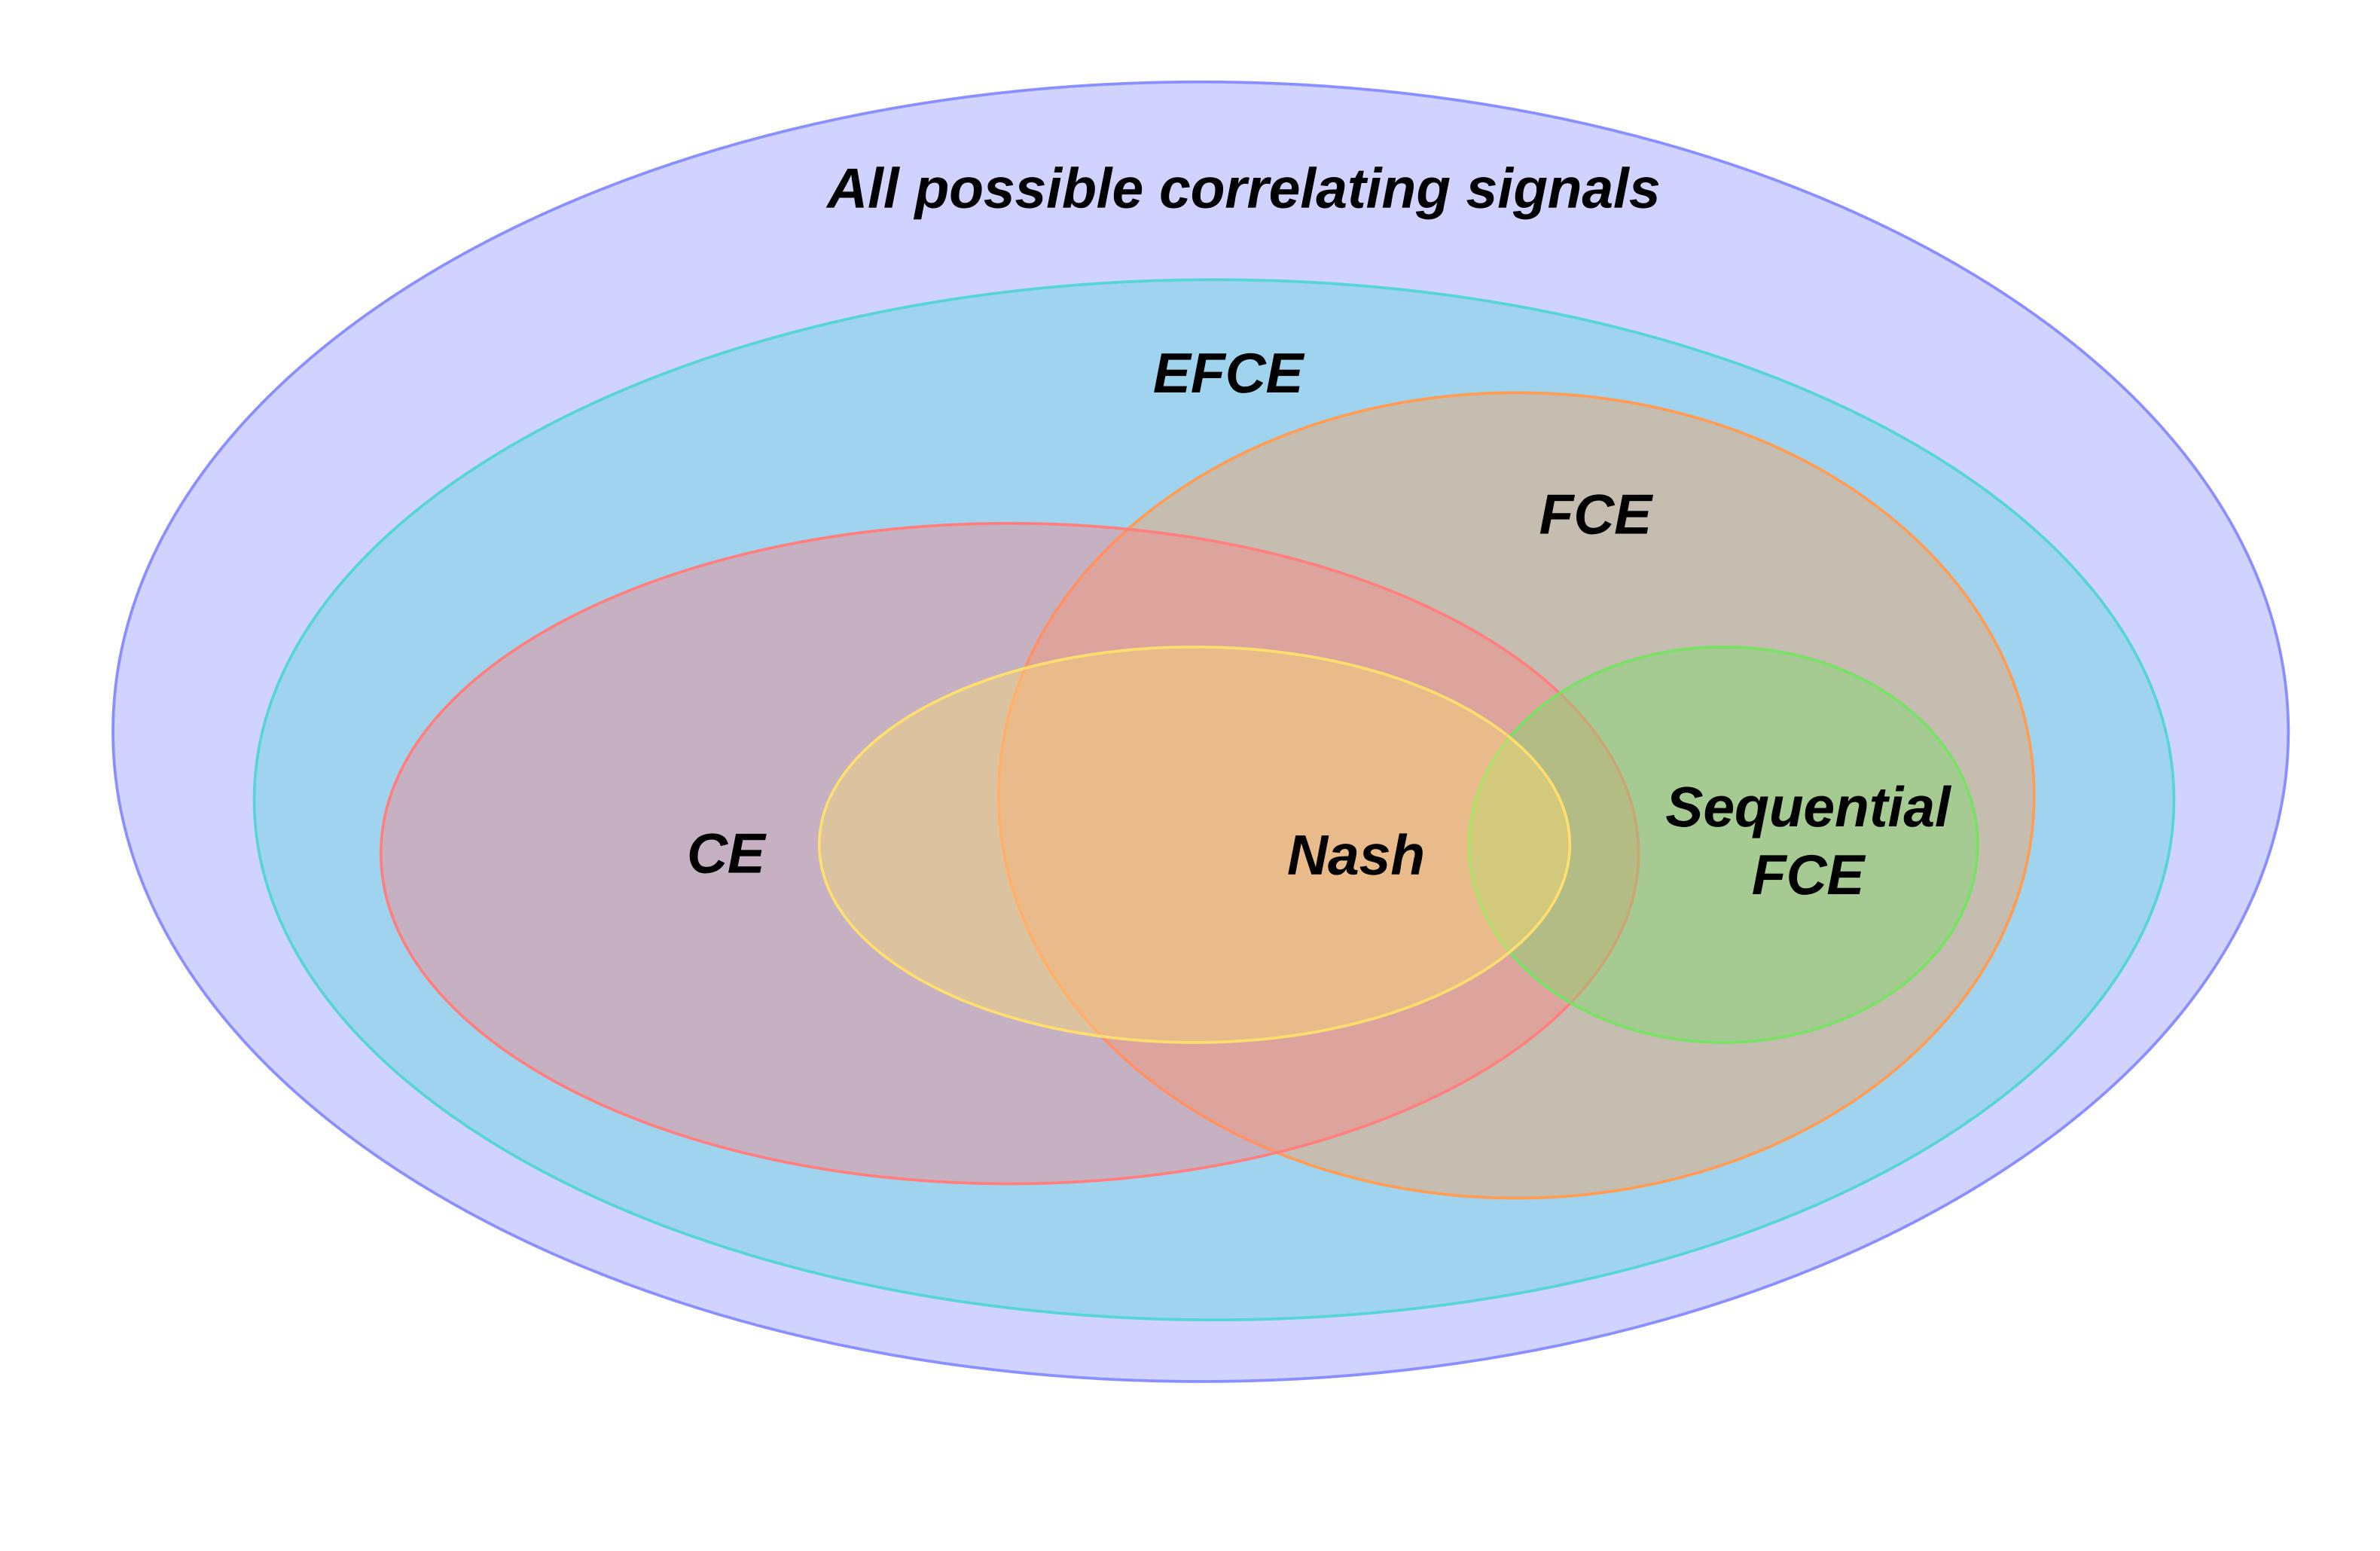 All possible correlating signals
EFCE
FCE
CE
Nash
Sequential
FCE